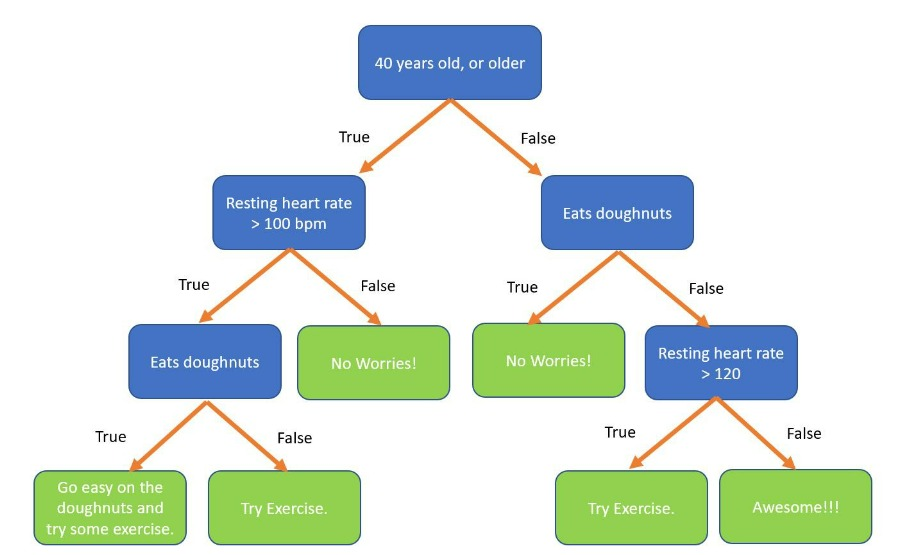 40 years old, or older
True
False
Resting heart rate
> 100 bpm
Eats doughnuts
True
False
True
False
Eats doughnuts
No Worries!
No Worries!
Resting heart rate
> 120
True
False
True
False
Go easy on the
doughnuts and
try some exercise.
Try Exercise.
Try Exercise.
Awesome!!!